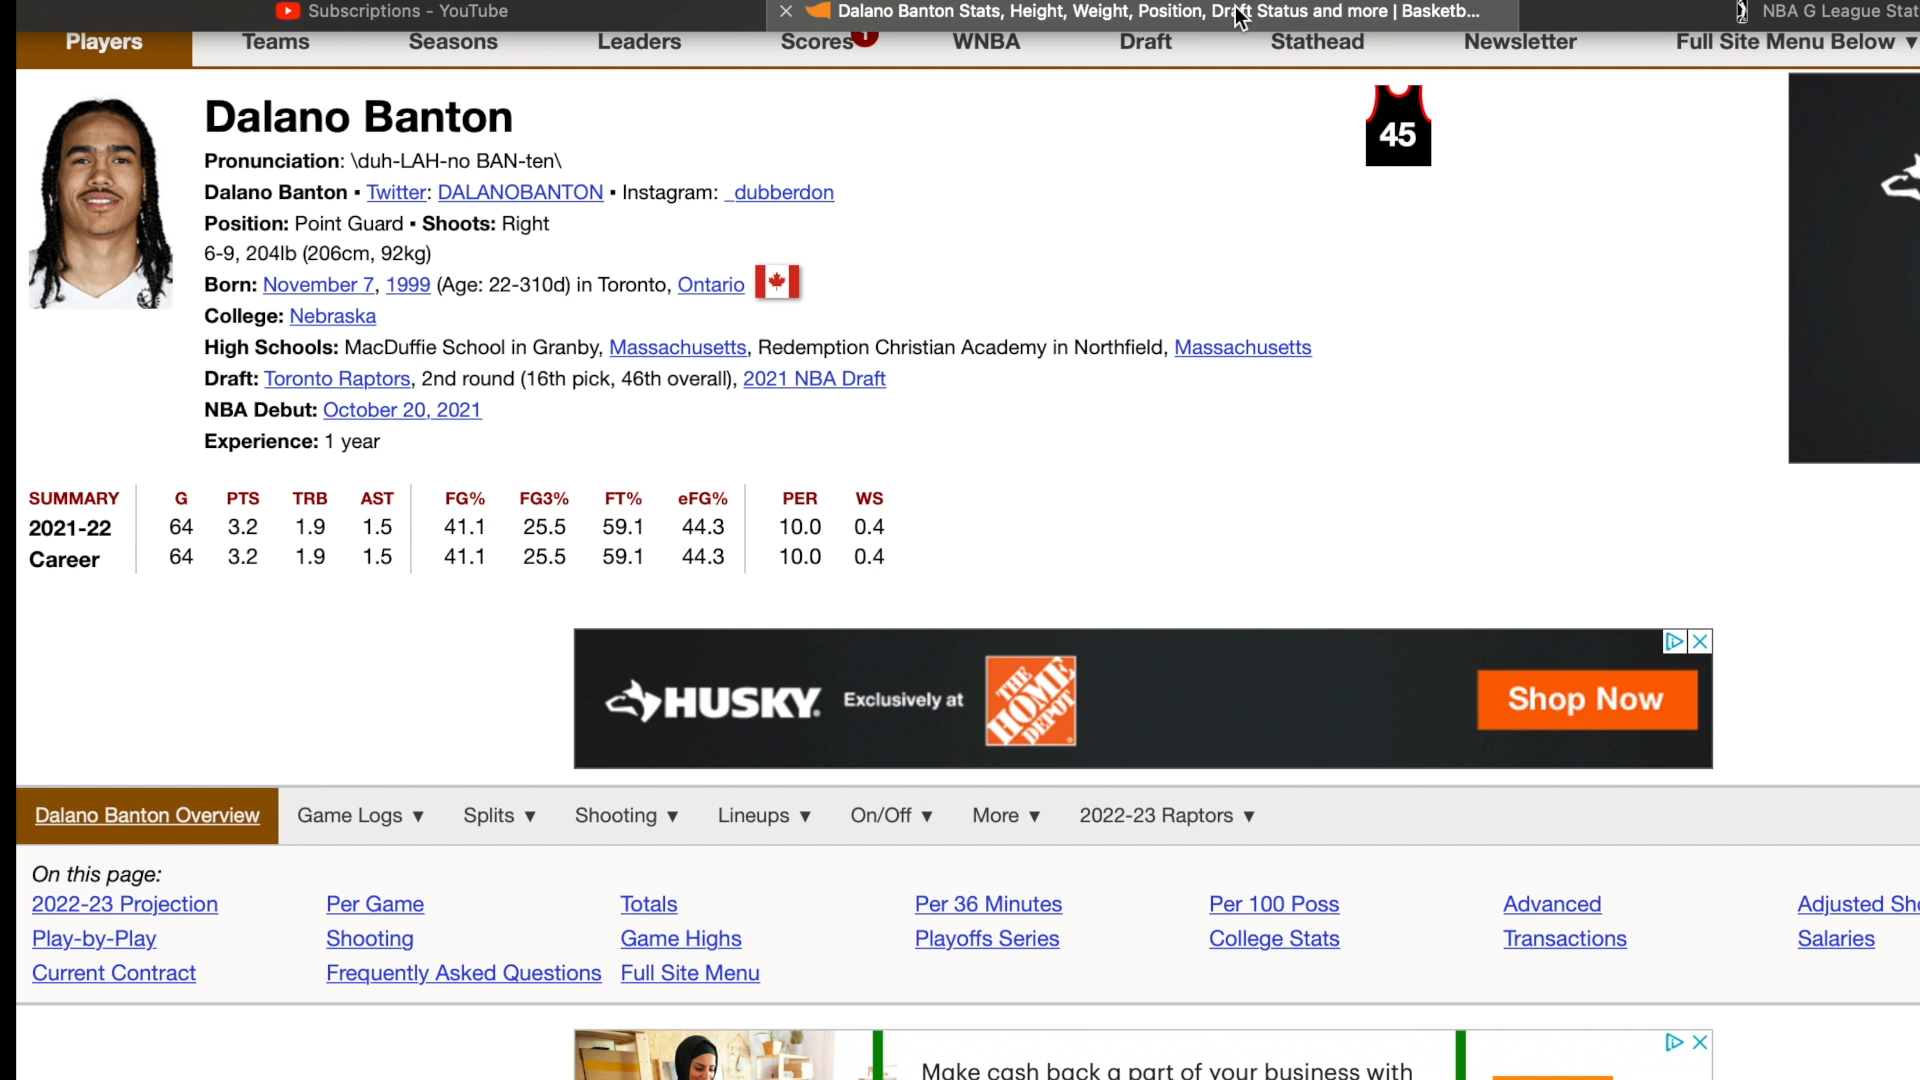 Subscriptions - YouTube
Dalano Banton Stats, Height, Weight, Position, Draft Status and more | Basketb...
NBA G League Stat
Players Teams Seasons Leaders Scores 1 WNBA Draft Stathead Newsletter Full Site Menu Below ▼
Dalano Banton
45
Pronunciation: \duh-LAH-no BAN-ten\
Dalano Banton ▪ Twitter: DALANOBANTON ▪ Instagram: _dubberdon
Position: Point Guard ▪ Shoots: Right
6-9, 204lb (206cm, 92kg)
Born: November 7, 1999 (Age: 22-310d) in Toronto, Ontario
College: Nebraska
High Schools: MacDuffie School in Granby, Massachusetts, Redemption Christian Academy in Northfield, Massachusetts
Draft: Toronto Raptors, 2nd round (16th pick, 46th overall), 2021 NBA Draft
NBA Debut: October 20, 2021
Experience: 1 year
SUMMARY G PTS TRB AST FG% FG3% FT% eFG% PER WS
2021-22 64 3.2 1.9 1.5 41.1 25.5 59.1 44.3 10.0 0.4
Career 64 3.2 1.9 1.5 41.1 25.5 59.1 44.3 10.0 0.4
HUSKY. Exclusively at THE HOME DEPOT Shop Now
Dalano Banton Overview Game Logs ▼ Splits ▼ Shooting ▼ Lineups ▼ On/Off ▼ More ▼ 2022-23 Raptors ▼
On this page:
2022-23 Projection Per Game Totals Per 36 Minutes Per 100 Poss Advanced Adjusted Sho
Play-by-Play Shooting Game Highs Playoffs Series College Stats Transactions Salaries
Current Contract Frequently Asked Questions Full Site Menu
Make cash back a part of your business with